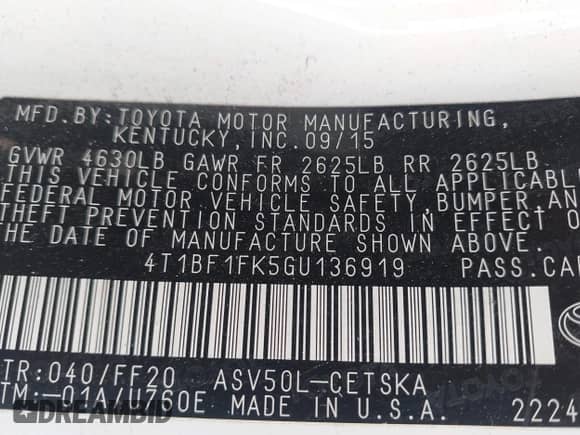 MFD.BY:TOYOTA MOTOR MANUFACTURING,
KENTUCKY,INC.09/15
GVWR 4630LB GAWR FR 2625LB RR 2625LB
THIS VEHICLE CONFORMS TO ALL APPLICABLE
FEDERAL MOTOR VEHICLE SAFETY,BUMPER,AN
THEFT PREVENTION STANDARDS IN EFFECT O
THE DATE OF MANUFACTURE SHOWN ABOVE.
4T1BF1FK5GU136919 PASS.CA
TR:040/FF20 ASV50L-CETSKA
TM:-01A/U760E MADE IN U.S.A. 2224